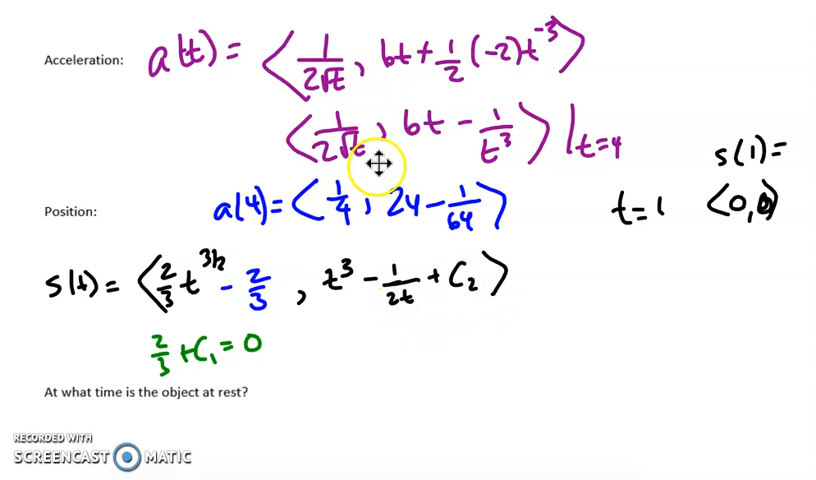 Acceleration: a(t) = ⟨ 1/(2√t) , 6t + 1/2 (-2)t^-3 ⟩
⟨ 1/(2√t) , 6t - 1/t^3 ⟩ |t=4
s(1) =
Position: a(4) = ⟨ 1/4 , 24 - 1/64 ⟩ t=1 ⟨0,0⟩
s(t) = ⟨ 2/3 t^3/2 - 2/3 , t^3 - 1/2t + C₂ ⟩
2/3 + C₁ = 0
At what time is the object at rest?
RECORDED WITH
SCREENCAST MATIC